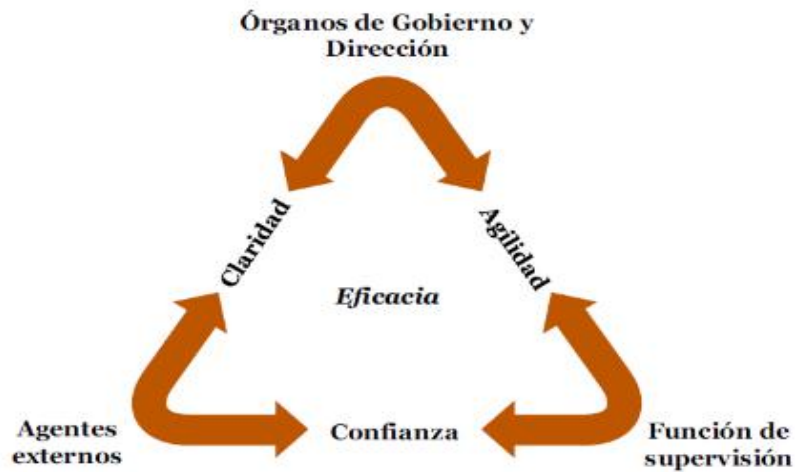 Órganos de Gobierno y
Dirección
Claridad
Agilidad
Eficacia
Agentes
externos
Confianza
Función de
supervisión